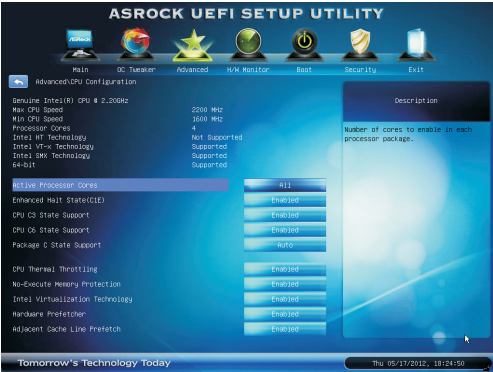 ASROCK UEFI SETUP UTILITY
ASRock
Main OC Tweaker Advanced H/W Monitor Boot Security Exit
Advanced\CPU Configuration
Description
Genuine Intel(R) CPU @ 2.20GHz
Max CPU Speed 2200 MHz
Min CPU Speed 1600 MHz
Processor Cores 4
Intel HT Technology Not Supported
Intel VT-x Technology Supported
Intel SMX Technology Supported
64-bit Supported
Number of cores to enable in each
processor package.
Active Processor Cores All
Enhanced Halt State(C1E) Enabled
CPU C3 State Support Enabled
CPU C6 State Support Enabled
Package C State Support Auto
CPU Thermal Throttling Enabled
No-Execute Memory Protection Enabled
Intel Virtualization Technology Enabled
Hardware Prefetcher Enabled
Adjacent Cache Line Prefetch Enabled
Tomorrow's Technology Today
Thu 05/17/2012, 18:24:50